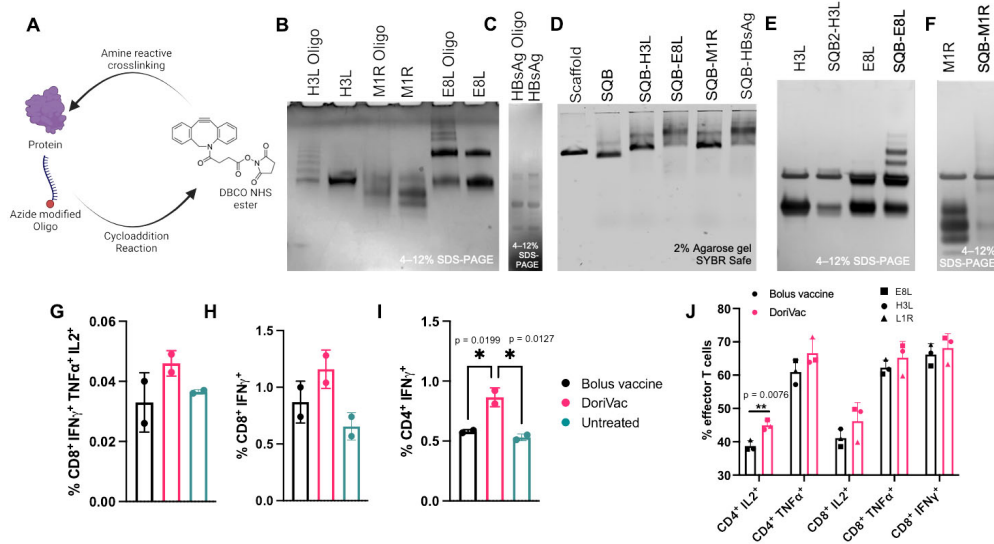 A
Amine reactive
crosslinking
Protein
Azide modified
Oligo
Cycloaddition
Reaction
DBCO NHS
ester
B
H3L Oligo
H3L
M1R Oligo
M1R
E8L Oligo
E8L
4–12% SDS-PAGE
C
HBsAg Oligo
HBsAg
4–12%
SDS-
PAGE
D
Scaffold
SQB
SQB-H3L
SQB-E8L
SQB-M1R
SQB-HBsAg
2% Agarose gel
SYBR Safe
E
H3L
SQB2-H3L
E8L
SQB-E8L
4–12% SDS-PAGE
F
M1R
SQB-M1R
4–12%
SDS-PAGE
G
% CD8⁺ IFNγ⁺ TNFα⁺ IL2⁺
0.06
0.04
0.02
0.00
H
% CD8⁺ IFNγ⁺
1.5
1.0
0.5
0.0
I
% CD4⁺ IFNγ⁺
1.5
1.0
0.5
0.0
p = 0.0199
p = 0.0127
*
*
Bolus vaccine
DoriVac
Untreated
J
Bolus vaccine
DoriVac
E8L
H3L
L1R
% effector T cells
80
70
60
50
40
30
p = 0.0076
**
CD4⁺ IL2⁺
CD4⁺ TNFα⁺
CD8⁺ IL2⁺
CD8⁺ TNFα⁺
CD8⁺ IFNγ⁺